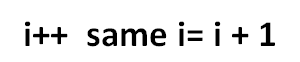 i++  same i= i + 1